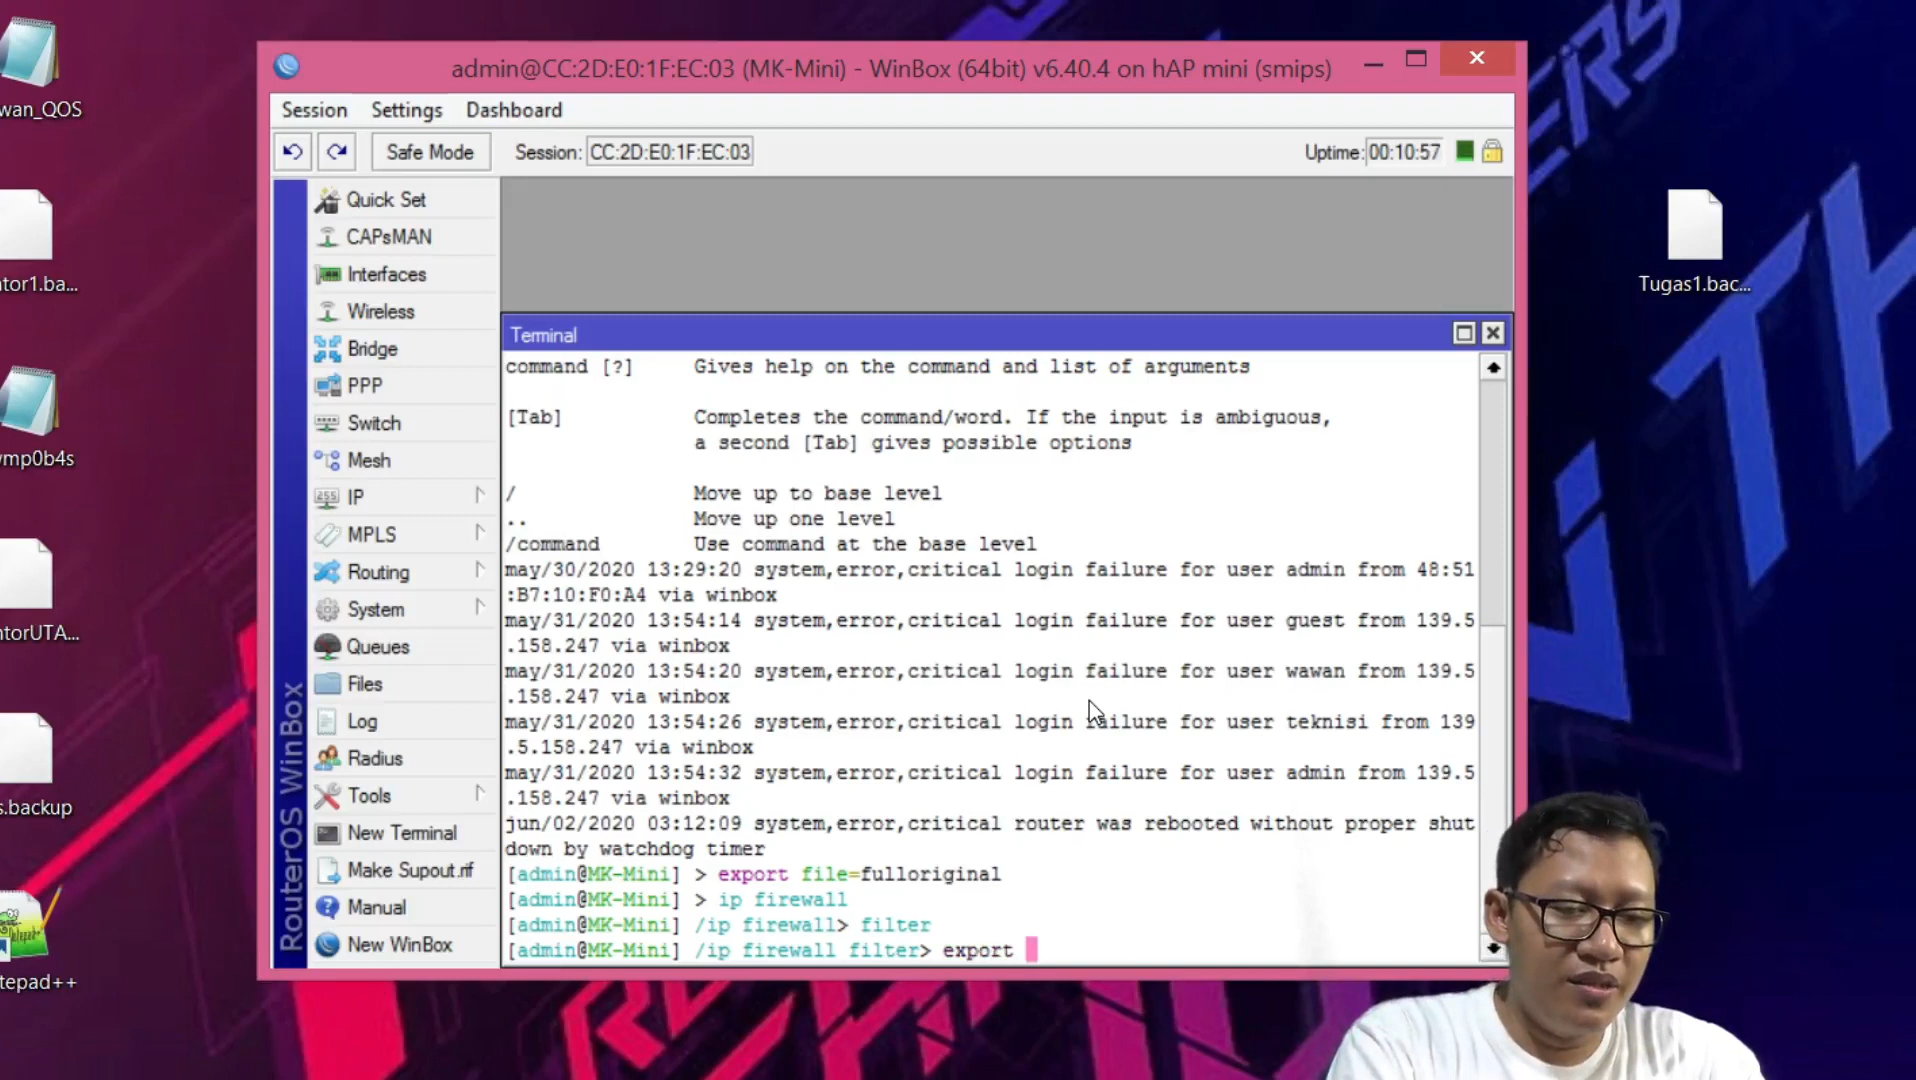 wan_QOS
ator1.ba...
wmp0b4s
ntorUTA...
s.backup
otepad++
Tugas1.bac...
admin@CC:2D:E0:1F:EC:03 (MK-Mini) - WinBox (64bit) v6.40.4 on hAP mini (smips)
Session Settings Dashboard
Safe Mode Session: CC:2D:E0:1F:EC:03 Uptime: 00:10:57
RouterOS WinBox
Quick Set
CAPsMAN
Interfaces
Wireless
Bridge
PPP
Switch
Mesh
IP
MPLS
Routing
System
Queues
Files
Log
Radius
Tools
New Terminal
Make Supout.rif
Manual
New WinBox
Terminal
command [?] Gives help on the command and list of arguments
[Tab] Completes the command/word. If the input is ambiguous,
a second [Tab] gives possible options
/ Move up to base level
.. Move up one level
/command Use command at the base level
may/30/2020 13:29:20 system,error,critical login failure for user admin from 48:51
:B7:10:F0:A4 via winbox
may/31/2020 13:54:14 system,error,critical login failure for user guest from 139.5
.158.247 via winbox
may/31/2020 13:54:20 system,error,critical login failure for user wawan from 139.5
.158.247 via winbox
may/31/2020 13:54:26 system,error,critical login failure for user teknisi from 139
.5.158.247 via winbox
may/31/2020 13:54:32 system,error,critical login failure for user admin from 139.5
.158.247 via winbox
jun/02/2020 03:12:09 system,error,critical router was rebooted without proper shut
down by watchdog timer
[admin@MK-Mini] > export file=fulloriginal
[admin@MK-Mini] > ip firewall
[admin@MK-Mini] /ip firewall> filter
[admin@MK-Mini] /ip firewall filter> export